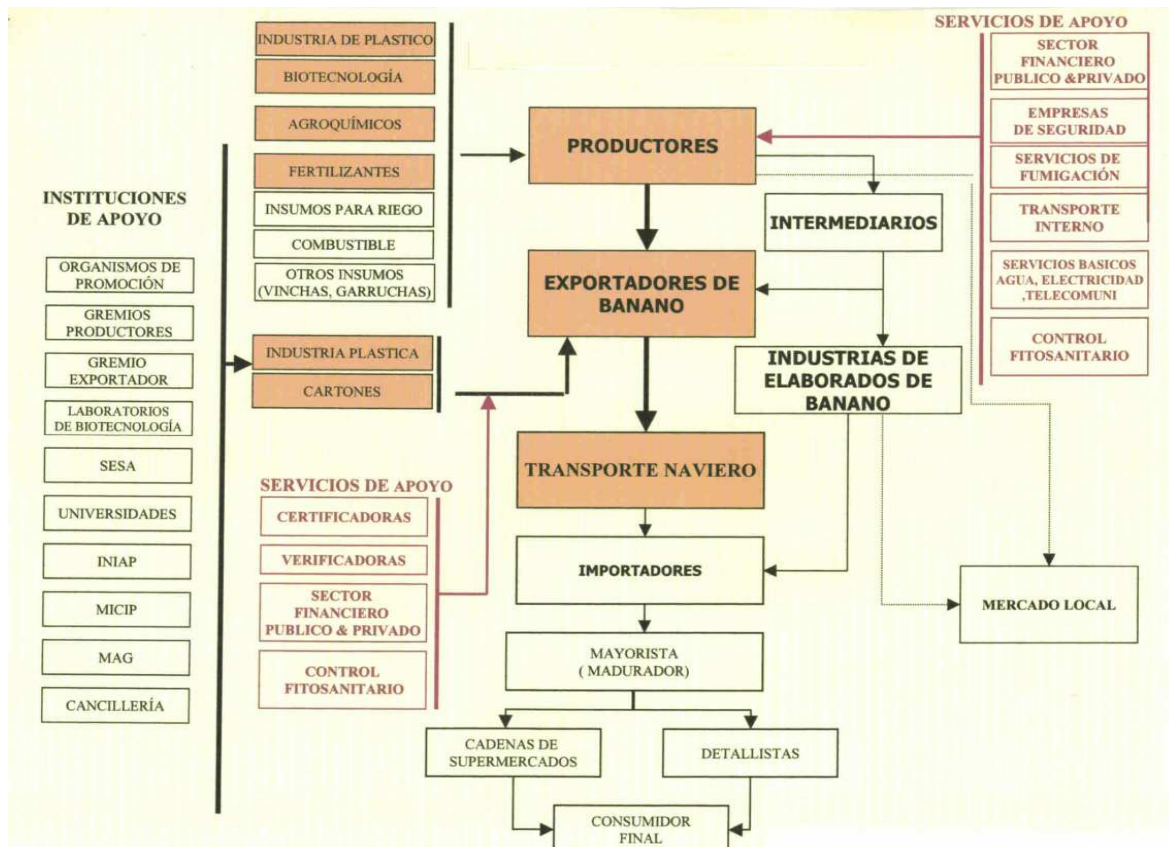 SERVICIOS DE APOYO
SECTOR
FINANCIERO
PUBLICO &PRIVADO
EMPRESAS
DE SEGURIDAD
SERVICIOS DE
FUMIGACIÓN
TRANSPORTE
INTERNO
SERVICIOS BASICOS
AGUA, ELECTRICIDAD
,TELECOMUNI
CONTROL
FITOSANITARIO
INDUSTRIA DE PLASTICO
BIOTECNOLOGÍA
AGROQUÍMICOS
FERTILIZANTES
INSUMOS PARA RIEGO
COMBUSTIBLE
OTROS INSUMOS
(VINCHAS, GARRUCHAS)
INDUSTRIA PLASTICA
CARTONES
INSTITUCIONES
DE APOYO
ORGANISMOS DE
PROMOCIÓN
GREMIOS
PRODUCTORES
GREMIO
EXPORTADOR
LABORATORIOS
DE BIOTECNOLOGÍA
SESA
UNIVERSIDADES
INIAP
MICIP
MAG
CANCILLERÍA
SERVICIOS DE APOYO
CERTIFICADORAS
VERIFICADORAS
SECTOR
FINANCIERO
PUBLICO & PRIVADO
CONTROL
FITOSANITARIO
PRODUCTORES
INTERMEDIARIOS
EXPORTADORES DE
BANANO
INDUSTRIAS DE
ELABORADOS DE
BANANO
TRANSPORTE NAVIERO
IMPORTADORES
MERCADO LOCAL
MAYORISTA
( MADURADOR)
CADENAS DE
SUPERMERCADOS
DETALLISTAS
CONSUMIDOR
FINAL